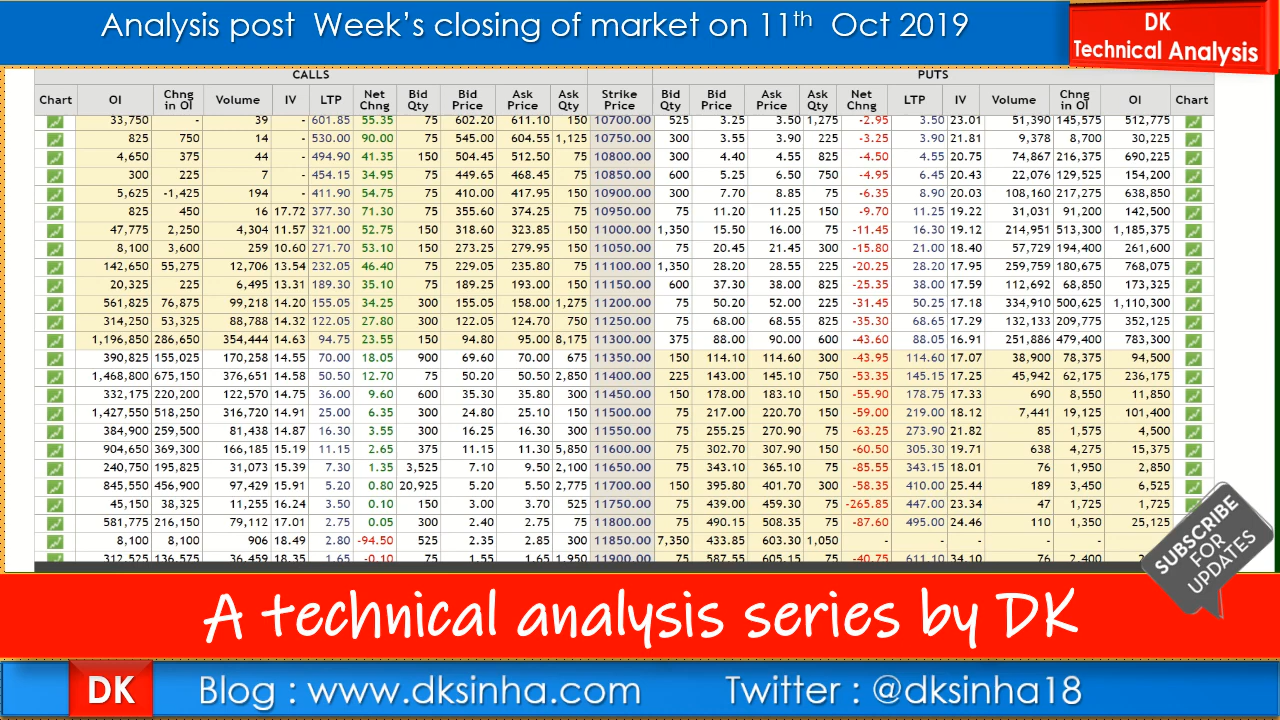 Analysis post Week’s closing of market on 11th Oct 2019
DK
Technical Analysis
CALLS PUTS
Chart OI Chng in OI Volume IV LTP Net Chng Bid Qty Bid Price Ask Price Ask Qty Strike Price Bid Qty Bid Price Ask Price Ask Qty Net Chng LTP IV Volume Chng in OI OI Chart
33,750 - 39 - 601.85 55.35 75 602.20 611.10 150 10700.00 525 3.25 3.50 1,275 -2.95 3.50 23.01 51,390 145,575 512,775
825 750 14 - 530.00 90.00 75 545.00 604.55 1,125 10750.00 300 3.55 3.90 225 -3.25 3.90 21.81 9,378 8,700 30,225
4,650 375 44 - 494.90 41.35 150 504.45 512.50 75 10800.00 300 4.40 4.55 825 -4.50 4.55 20.75 74,867 216,375 690,225
300 225 7 - 454.15 34.95 75 449.65 468.45 75 10850.00 600 5.25 6.50 750 -4.95 6.45 20.43 22,076 129,525 154,200
5,625 -1,425 194 - 411.90 54.75 75 410.00 417.95 150 10900.00 300 7.70 8.85 75 -6.35 8.90 20.03 108,160 217,275 638,850
825 450 16 17.72 377.30 71.30 75 355.60 374.25 75 10950.00 75 11.20 11.25 150 -9.70 11.25 19.22 31,031 91,200 142,500
47,775 2,250 4,304 11.57 321.00 52.75 150 318.60 323.85 150 11000.00 1,350 15.50 16.00 75 -11.45 16.30 19.12 214,951 513,300 1,185,375
8,100 3,600 259 10.60 271.70 53.10 150 273.25 279.95 150 11050.00 75 20.45 21.45 300 -15.80 21.00 18.40 57,729 194,400 261,600
142,650 55,275 12,706 13.54 232.05 46.40 75 229.05 235.80 75 11100.00 1,350 28.20 28.55 225 -20.25 28.20 17.95 259,759 180,675 768,075
20,325 225 6,495 13.31 189.30 35.10 75 189.25 193.00 150 11150.00 600 37.30 38.00 825 -25.35 38.00 17.59 112,692 68,850 173,325
561,825 76,875 99,218 14.20 155.05 34.25 300 155.05 158.00 1,275 11200.00 75 50.20 52.00 225 -31.45 50.25 17.18 334,910 500,625 1,110,300
314,250 53,325 88,788 14.32 122.05 27.80 300 122.05 124.70 750 11250.00 75 68.00 68.55 825 -35.30 68.65 17.29 132,133 209,775 352,125
1,196,850 286,650 354,444 14.63 94.75 23.55 150 94.80 95.00 8,175 11300.00 375 88.00 90.00 600 -43.60 88.05 16.91 251,886 479,400 783,300
390,825 155,025 170,258 14.55 70.00 18.05 900 69.60 70.00 675 11350.00 150 114.10 114.60 300 -43.95 114.60 17.07 38,900 78,375 94,500
1,468,800 675,150 376,651 14.58 50.50 12.70 75 50.20 50.50 2,850 11400.00 225 143.00 145.10 750 -53.35 145.15 17.25 45,942 62,175 236,175
332,175 220,200 122,570 14.75 36.00 9.60 600 35.30 35.80 300 11450.00 150 178.00 183.10 150 -55.90 178.75 17.33 690 8,550 11,850
1,427,550 518,250 316,720 14.91 25.00 6.35 600 24.80 25.10 150 11500.00 75 217.00 220.70 150 -59.00 219.00 18.12 7,441 19,125 101,400
384,900 259,500 81,438 14.87 16.30 3.55 300 16.25 16.30 300 11550.00 75 255.25 270.90 75 -63.25 273.90 21.82 85 1,575 4,500
904,650 369,300 166,185 15.19 11.15 2.65 375 11.15 11.30 5,850 11600.00 75 302.70 307.90 150 -60.50 305.30 19.71 638 4,275 15,375
240,750 195,825 31,073 15.39 7.30 1.35 3,525 7.10 9.50 2,100 11650.00 75 343.10 365.10 75 -85.55 343.15 18.01 76 1,950 2,850
845,550 456,900 97,429 15.91 5.20 0.80 20,925 5.20 5.50 2,775 11700.00 150 395.80 401.70 300 -58.35 410.00 25.44 189 3,450 6,525
45,150 38,325 11,255 16.24 3.50 0.10 150 3.00 3.70 525 11750.00 75 439.00 459.30 75 -265.85 447.00 23.34 47 1,725 1,725
581,775 216,150 79,112 17.01 2.75 0.05 300 2.40 2.75 75 11800.00 75 490.15 508.35 75 -87.60 495.00 24.46 110 1,350 25,125
8,100 8,100 906 18.49 2.80 -94.50 525 2.35 2.85 300 11850.00 7,350 433.85 603.30 1,050 - - - - - -
312,525 136,575 36,459 18.35 1.65 -0.10 75 1.55 1.65 1,950 11900.00 75 587.55 605.15 75 -40.75 611.10 34.10 76 2,400
SUBSCRIBE
FOR
UPDATES
A technical analysis series by DK
DK Blog : www.dksinha.com Twitter : @dksinha18